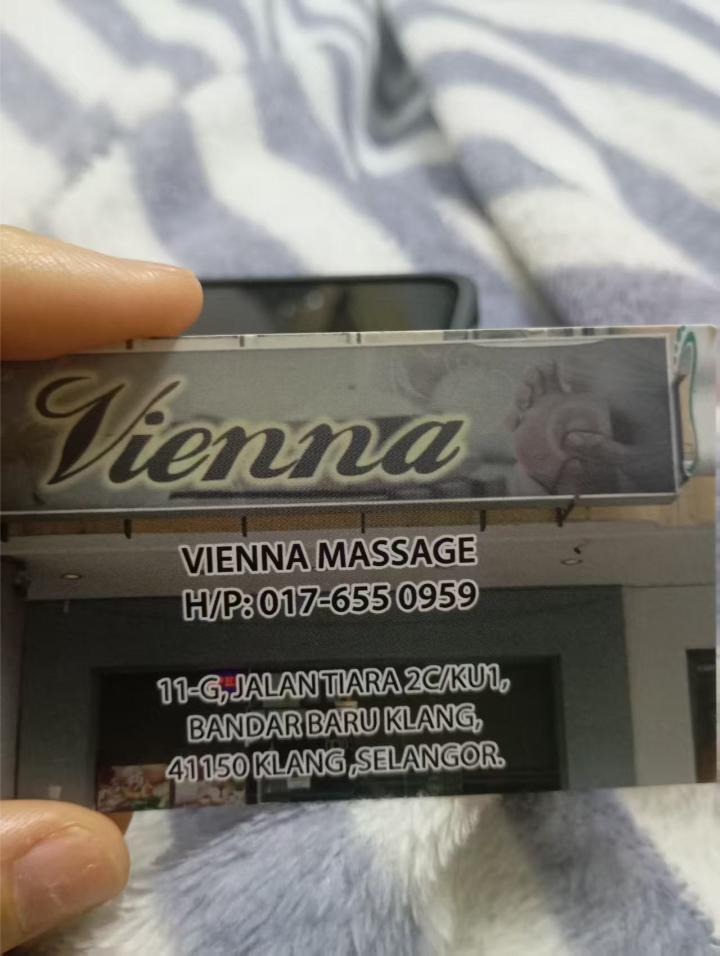 Vienna
VIENNA MASSAGE
H/P: 017-655 0959
11-G, JALAN TIARA 2C/KU1,
BANDAR BARU KLANG,
41150 KLANG ,SELANGOR.